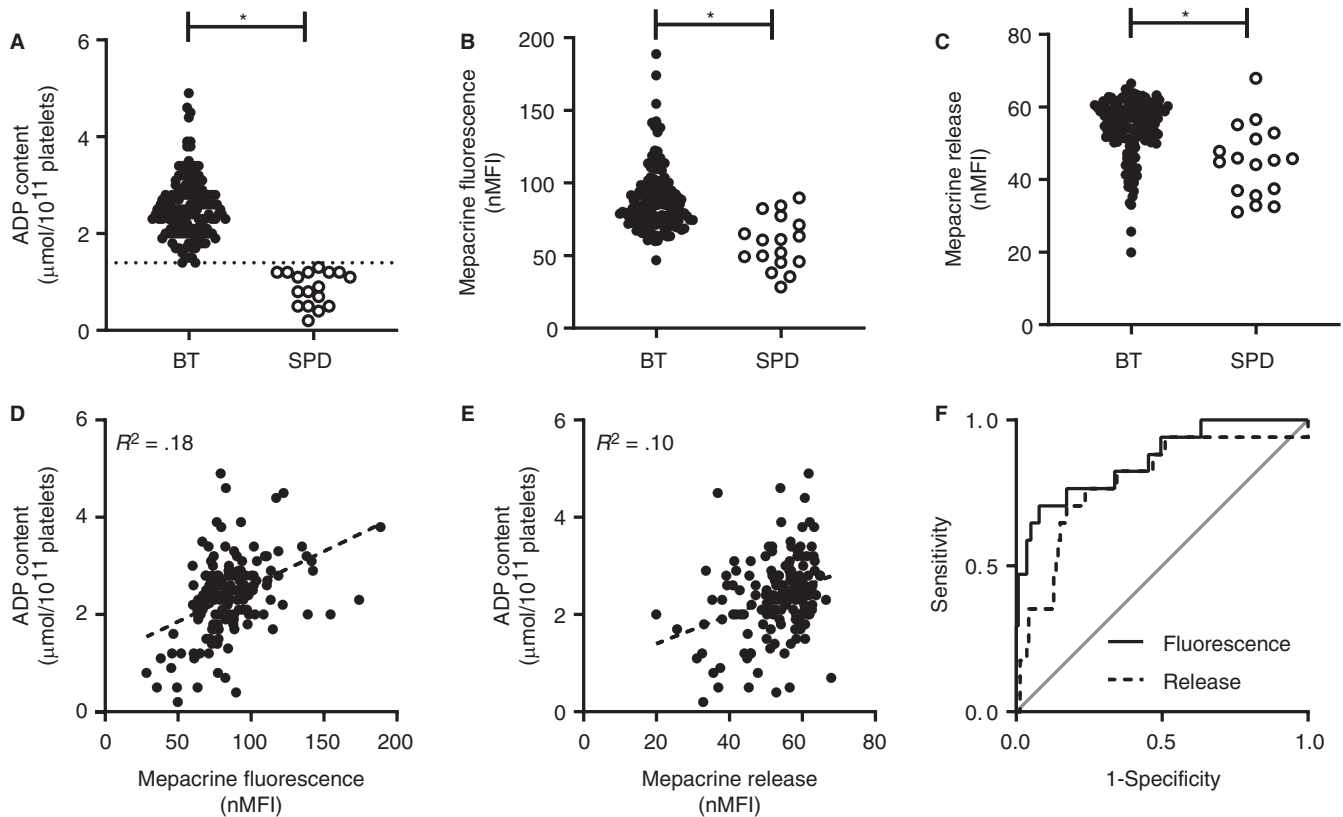 A
*
6
4
2
0
ADP content
(μmol/10¹¹ platelets)
BT
SPD
B
*
200
150
100
50
0
Mepacrine fluorescence
(nMFI)
BT
SPD
C
*
80
60
40
20
0
Mepacrine release
(nMFI)
BT
SPD
D
R² = .18
6
4
2
0
ADP content
(μmol/10¹¹ platelets)
0
50
100
150
200
Mepacrine fluorescence
(nMFI)
E
R² = .10
6
4
2
0
ADP content
(μmol/10¹¹ platelets)
0
20
40
60
80
Mepacrine release
(nMFI)
F
1.0
0.5
0.0
Sensitivity
Fluorescence
Release
0.0
0.5
1.0
1-Specificity